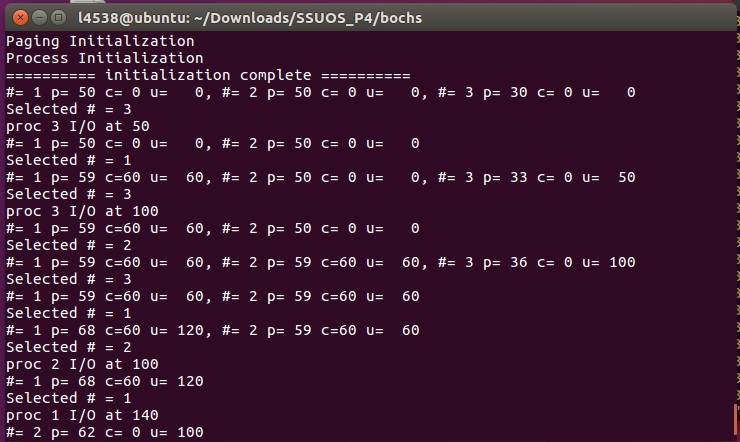 l4538@ubuntu: ~/Downloads/SSUOS_P4/bochs
Paging Initialization
Process Initialization
========== initialization complete ==========
#= 1 p= 50 c= 0 u=   0, #= 2 p= 50 c= 0 u=   0, #= 3 p= 30 c= 0 u=   0
Selected # = 3
proc 3 I/O at 50
#= 1 p= 50 c= 0 u=   0, #= 2 p= 50 c= 0 u=   0
Selected # = 1
#= 1 p= 59 c=60 u=  60, #= 2 p= 50 c= 0 u=   0, #= 3 p= 33 c= 0 u=  50
Selected # = 3
proc 3 I/O at 100
#= 1 p= 59 c=60 u=  60, #= 2 p= 50 c= 0 u=   0
Selected # = 2
#= 1 p= 59 c=60 u=  60, #= 2 p= 59 c=60 u=  60, #= 3 p= 36 c= 0 u= 100
Selected # = 3
#= 1 p= 59 c=60 u=  60, #= 2 p= 59 c=60 u=  60
Selected # = 1
#= 1 p= 68 c=60 u= 120, #= 2 p= 59 c=60 u=  60
Selected # = 2
proc 2 I/O at 100
#= 1 p= 68 c=60 u= 120
Selected # = 1
proc 1 I/O at 140
#= 2 p= 62 c= 0 u= 100